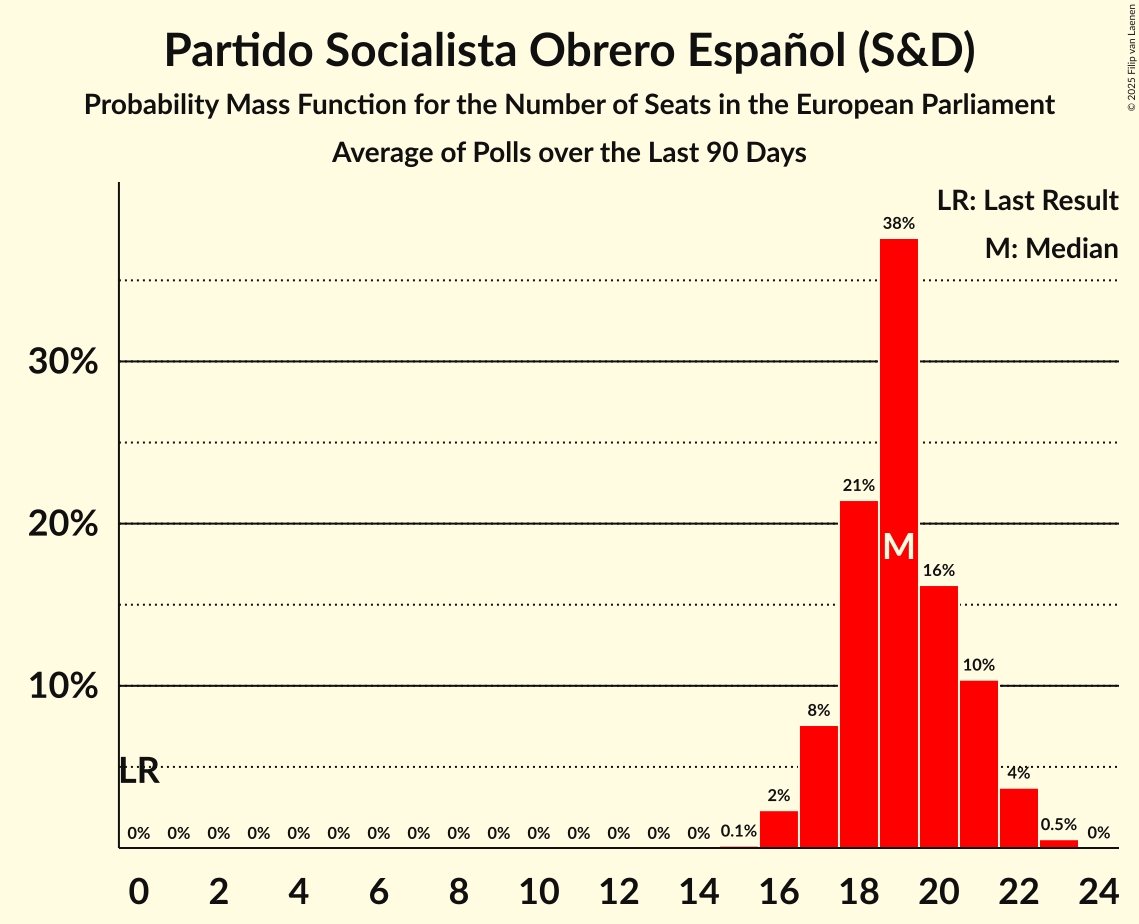 Partido Socialista Obrero Español (S&D)
Probability Mass Function for the Number of Seats in the European Parliament
Average of Polls over the Last 90 Days
© 2025 Filip van Laenen
LR: Last Result
M: Median
38%
30%
21%
20%
M
16%
10%
10%
8%
LR
4%
2%
0% 0% 0% 0% 0% 0% 0% 0% 0% 0% 0% 0% 0% 0% 0% 0.1% 0.5% 0%
0 2 4 6 8 10 12 14 16 18 20 22 24